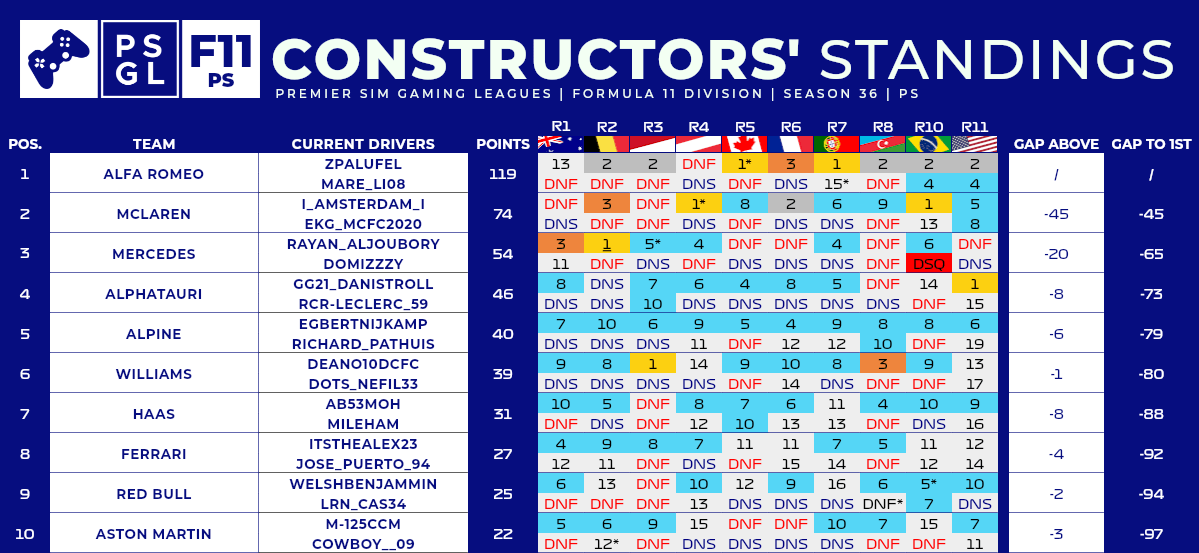 PS GL F11 PS CONSTRUCTORS' STANDINGS
PREMIER SIM GAMING LEAGUES | FORMULA 11 DIVISION | SEASON 36 | PS
R1 R2 R3 R4 R5 R6 R7 R8 R10 R11
POS. TEAM CURRENT DRIVERS POINTS GAP ABOVE GAP TO 1ST
1 ALFA ROMEO 119 / /
ZPALUFEL 13 2 2 DNF 1* 3 1 2 2 2
MARE_LI08 DNF DNF DNF DNS DNF DNS 15* DNF 4 4
2 MCLAREN 74 -45 -45
I_AMSTERDAM_I DNF 3 DNF 1* 8 2 6 9 1 5
EKG_MCFC2020 DNS DNF DNF DNS DNF DNS DNF DNF 13 8
3 MERCEDES 54 -20 -65
RAYAN_ALJOUBORY 3 1 5* 4 DNF DNF 4 DNF 6 DNF
DOMIZZZY 11 DNF DNS DNF DNS DNS DNS DNF DSQ DNS
4 ALPHATAURI 46 -8 -73
GG21_DANISTROLL 8 DNS 7 6 4 8 5 DNF 14 1
RCR-LECLERC_59 DNS DNS 10 DNS DNS DNS DNS DNS DNF 15
5 ALPINE 40 -6 -79
EGBERTNIJKAMP 7 10 6 9 5 4 9 8 8 6
RICHARD_PATHUIS DNS DNS DNS 11 DNF 12 12 10 DNF 19
6 WILLIAMS 39 -1 -80
DEANO10DCFC 9 8 1 14 9 10 8 3 9 13
DOTS_NEFIL33 DNS DNS DNS DNS DNF 14 DNS DNF DNF 17
7 HAAS 31 -8 -88
AB53MOH 10 5 DNF 8 7 6 11 4 10 9
MILEHAM DNF DNS DNF 12 10 13 13 DNF DNS 16
8 FERRARI 27 -4 -92
ITSTHEALEX23 4 9 8 7 11 11 7 5 11 12
JOSE_PUERTO_94 12 11 DNF DNS DNF 15 14 DNF 12 14
9 RED BULL 25 -2 -94
WELSHBENJAMMIN 6 13 DNF 10 12 9 16 6 5* 10
LRN_CAS34 DNF DNF DNF 13 DNS DNS DNS DNF* 7 DNS
10 ASTON MARTIN 22 -3 -97
M-125CCM 5 6 9 15 DNF DNF 10 7 15 7
COWBOY__09 DNF 12* DNF DNS DNS DNS DNS DNF DNF 11